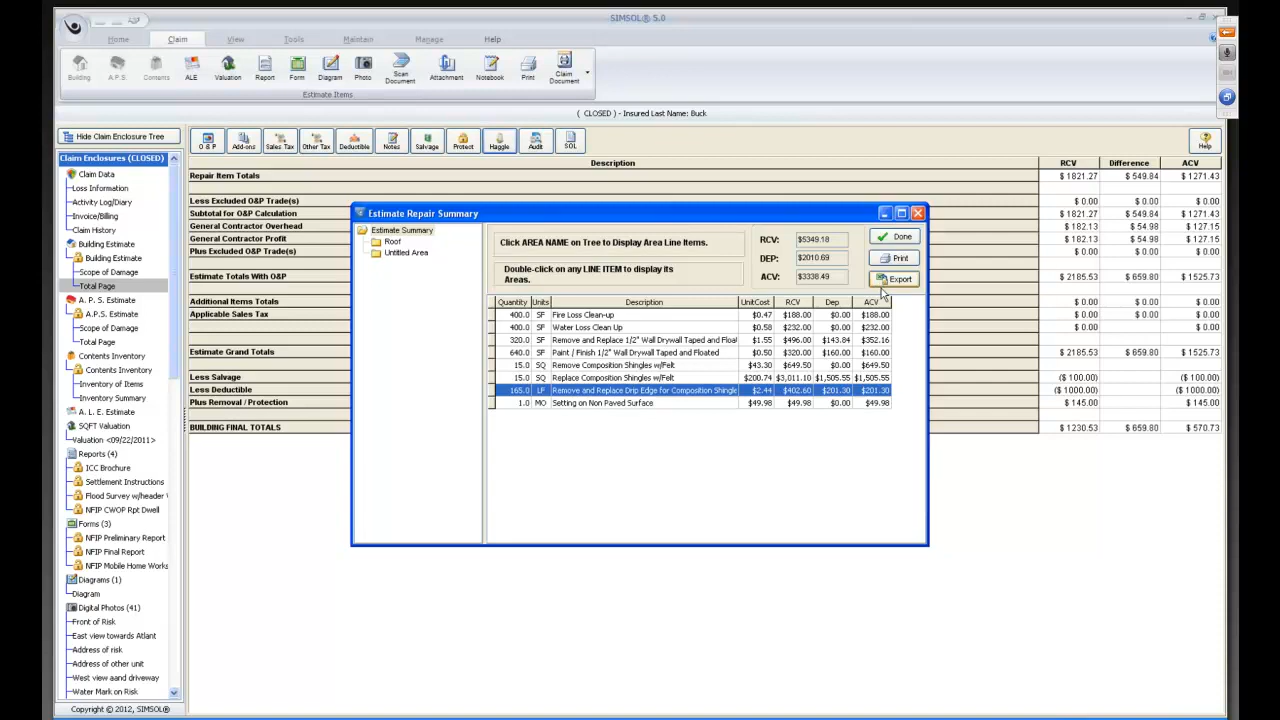 SIMSOL® 5.0
Home Claim View Tools Maintain Manage Help
Building A.P.S. Contents ALE Valuation Report Form Diagram Photo Scan Document Attachment Notebook Print Claim Document
Estimate Items
( CLOSED ) - Insured Last Name: Buck
Hide Claim Enclosure Tree
O & P Add-ons Sales Tax Other Tax Deductible Notes Salvage Protect Haggle Audit SOL Help
Claim Enclosures (CLOSED)
Claim Data
Loss Information
Activity Log/Diary
Invoice/Billing
Claim History
Building Estimate
Building Estimate
Scope of Damage
Total Page
A. P. S. Estimate
A.P.S. Estimate
Scope of Damage
Total Page
Contents Inventory
Contents Inventory
Inventory of Items
Inventory Summary
A. L. E. Estimate
SQFT Valuation
Valuation <09/22/2011>
Reports (4)
ICC Brochure
Settlement Instructions
Flood Survey w/header
NFIP CWOP Rpt Dwell
Forms (3)
NFIP Preliminary Report
NFIP Final Report
NFIP Mobile Home Works
Diagrams (1)
Diagram
Digital Photos (41)
Front of Risk
East view towards Atlant
Address of risk
Address of other unit
West view aand driveway
Water Mark on Risk
Copyright © 2012, SIMSOL®
Description RCV Difference ACV
Repair Item Totals $ 1821.27 $ 549.84 $ 1271.43
Less Excluded O&P Trade(s) $ 0.00 $ 0.00 $ 0.00
Subtotal for O&P Calculation $ 1821.27 $ 549.84 $ 1271.43
General Contractor Overhead $ 182.13 $ 54.98 $ 127.15
General Contractor Profit $ 182.13 $ 54.98 $ 127.15
Plus Excluded O&P Trade(s) $ 0.00 $ 0.00 $ 0.00
Estimate Totals With O&P $ 2185.53 $ 659.80 $ 1525.73
Additional Items Totals $ 0.00 $ 0.00 $ 0.00
Applicable Sales Tax $ 0.00 $ 0.00 $ 0.00
Estimate Grand Totals $ 2185.53 $ 659.80 $ 1525.73
Less Salvage ($ 100.00) $ 0.00 ($ 100.00)
Less Deductible ($ 1000.00) $ 0.00 ($ 1000.00)
Plus Removal / Protection $ 145.00 $ 0.00 $ 145.00
BUILDING FINAL TOTALS $ 1230.53 $ 659.80 $ 570.73
Estimate Repair Summary
Estimate Summary
Roof
Untitled Area
Click AREA NAME on Tree to Display Area Line Items.
Double-click on any LINE ITEM to display its
Areas.
RCV: $5349.18
DEP: $2010.69
ACV: $3338.49
Done
Print
Export
Quantity Units Description UnitCost RCV Dep ACV
400.0 SF Fire Loss Clean-up $0.47 $188.00 $0.00 $188.00
400.0 SF Water Loss Clean Up $0.58 $232.00 $0.00 $232.00
320.0 SF Remove and Replace 1/2" Wall Drywall Taped and Float $1.55 $496.00 $143.84 $352.16
640.0 SF Paint / Finish 1/2" Wall Drywall Taped and Floated $0.50 $320.00 $160.00 $160.00
15.0 SQ Remove Composition Shingles w/Felt $43.30 $649.50 $0.00 $649.50
15.0 SQ Replace Composition Shingles w/Felt $200.74 $3,011.10 $1,505.55 $1,505.55
165.0 LF Remove and Replace Drip Edge for Composition Shingle $2.44 $402.60 $201.30 $201.30
1.0 MO Setting on Non Paved Surface $49.98 $49.98 $0.00 $49.98